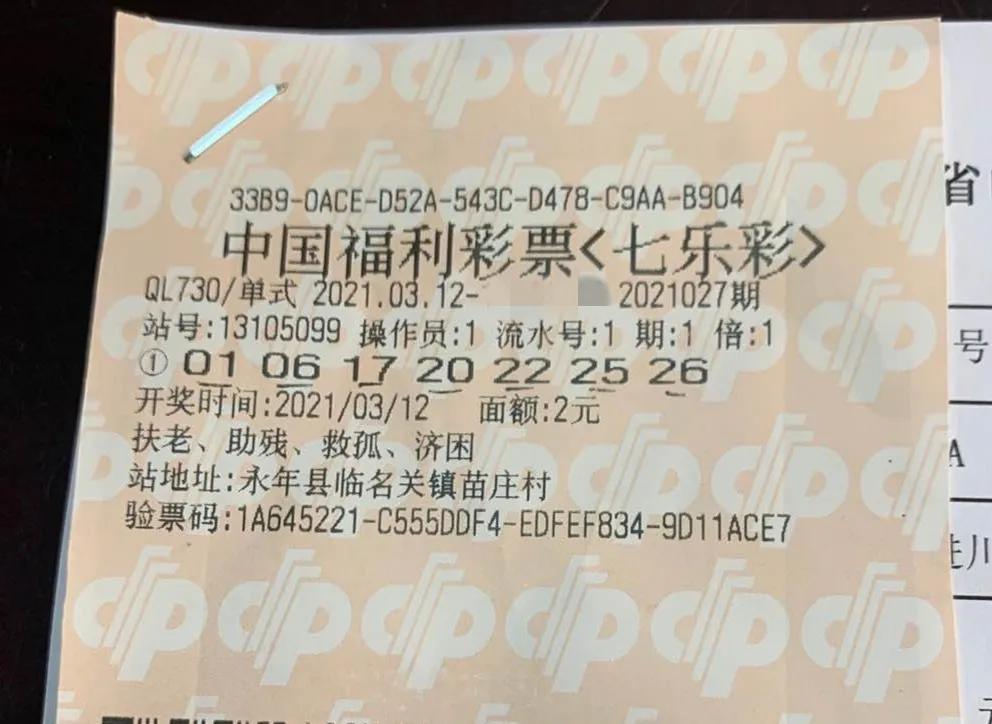 33B9-0ACE-D52A-543C-D478-C9AA-B904
中国福利彩票<七乐彩>
QL730/单式 2021.03.12- 2021027期
站号:13105099 操作员:1 流水号:1 期:1 倍:1
① 01 06 17 20 22 25 26
开奖时间:2021/03/12 面额:2元
扶老、助残、救孤、济困
站地址:永年县临名关镇苗庄村
验票码:1A645221-C555DDF4-EDFEF834-9D11ACE7
省
号
A